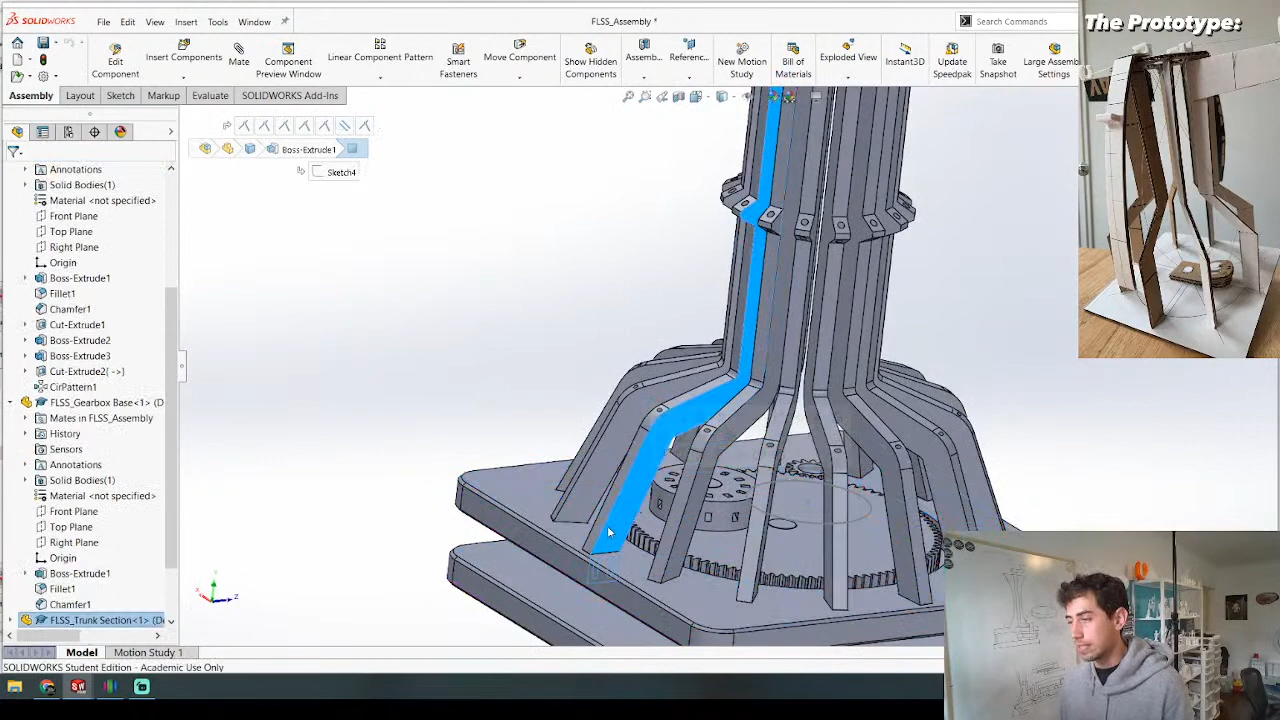 SOLIDWORKS
File Edit View Insert Tools Window
FLSS_Assembly *
Search Commands
The Prototype:
Edit Component
Insert Components
Mate
Component Preview Window
Linear Component Pattern
Smart Fasteners
Move Component
Show Hidden Components
Assemb...
Referenc...
New Motion Study
Bill of Materials
Exploded View
Instant3D
Update Speedpak
Take Snapshot
Large Assemb Settings
Assembly Layout Sketch Markup Evaluate SOLIDWORKS Add-Ins
Boss-Extrude1
Sketch4
Annotations
Solid Bodies(1)
Material <not specified>
Front Plane
Top Plane
Right Plane
Origin
Boss-Extrude1
Fillet1
Chamfer1
Cut-Extrude1
Boss-Extrude2
Boss-Extrude3
Cut-Extrude2{ ->}
CirPattern1
FLSS_Gearbox Base<1> (D
Mates in FLSS_Assembly
History
Sensors
Annotations
Solid Bodies(1)
Material <not specified>
Front Plane
Top Plane
Right Plane
Origin
Boss-Extrude1
Fillet1
Chamfer1
FLSS_Trunk Section<1> (D
Model Motion Study 1
SOLIDWORKS Student Edition - Academic Use Only